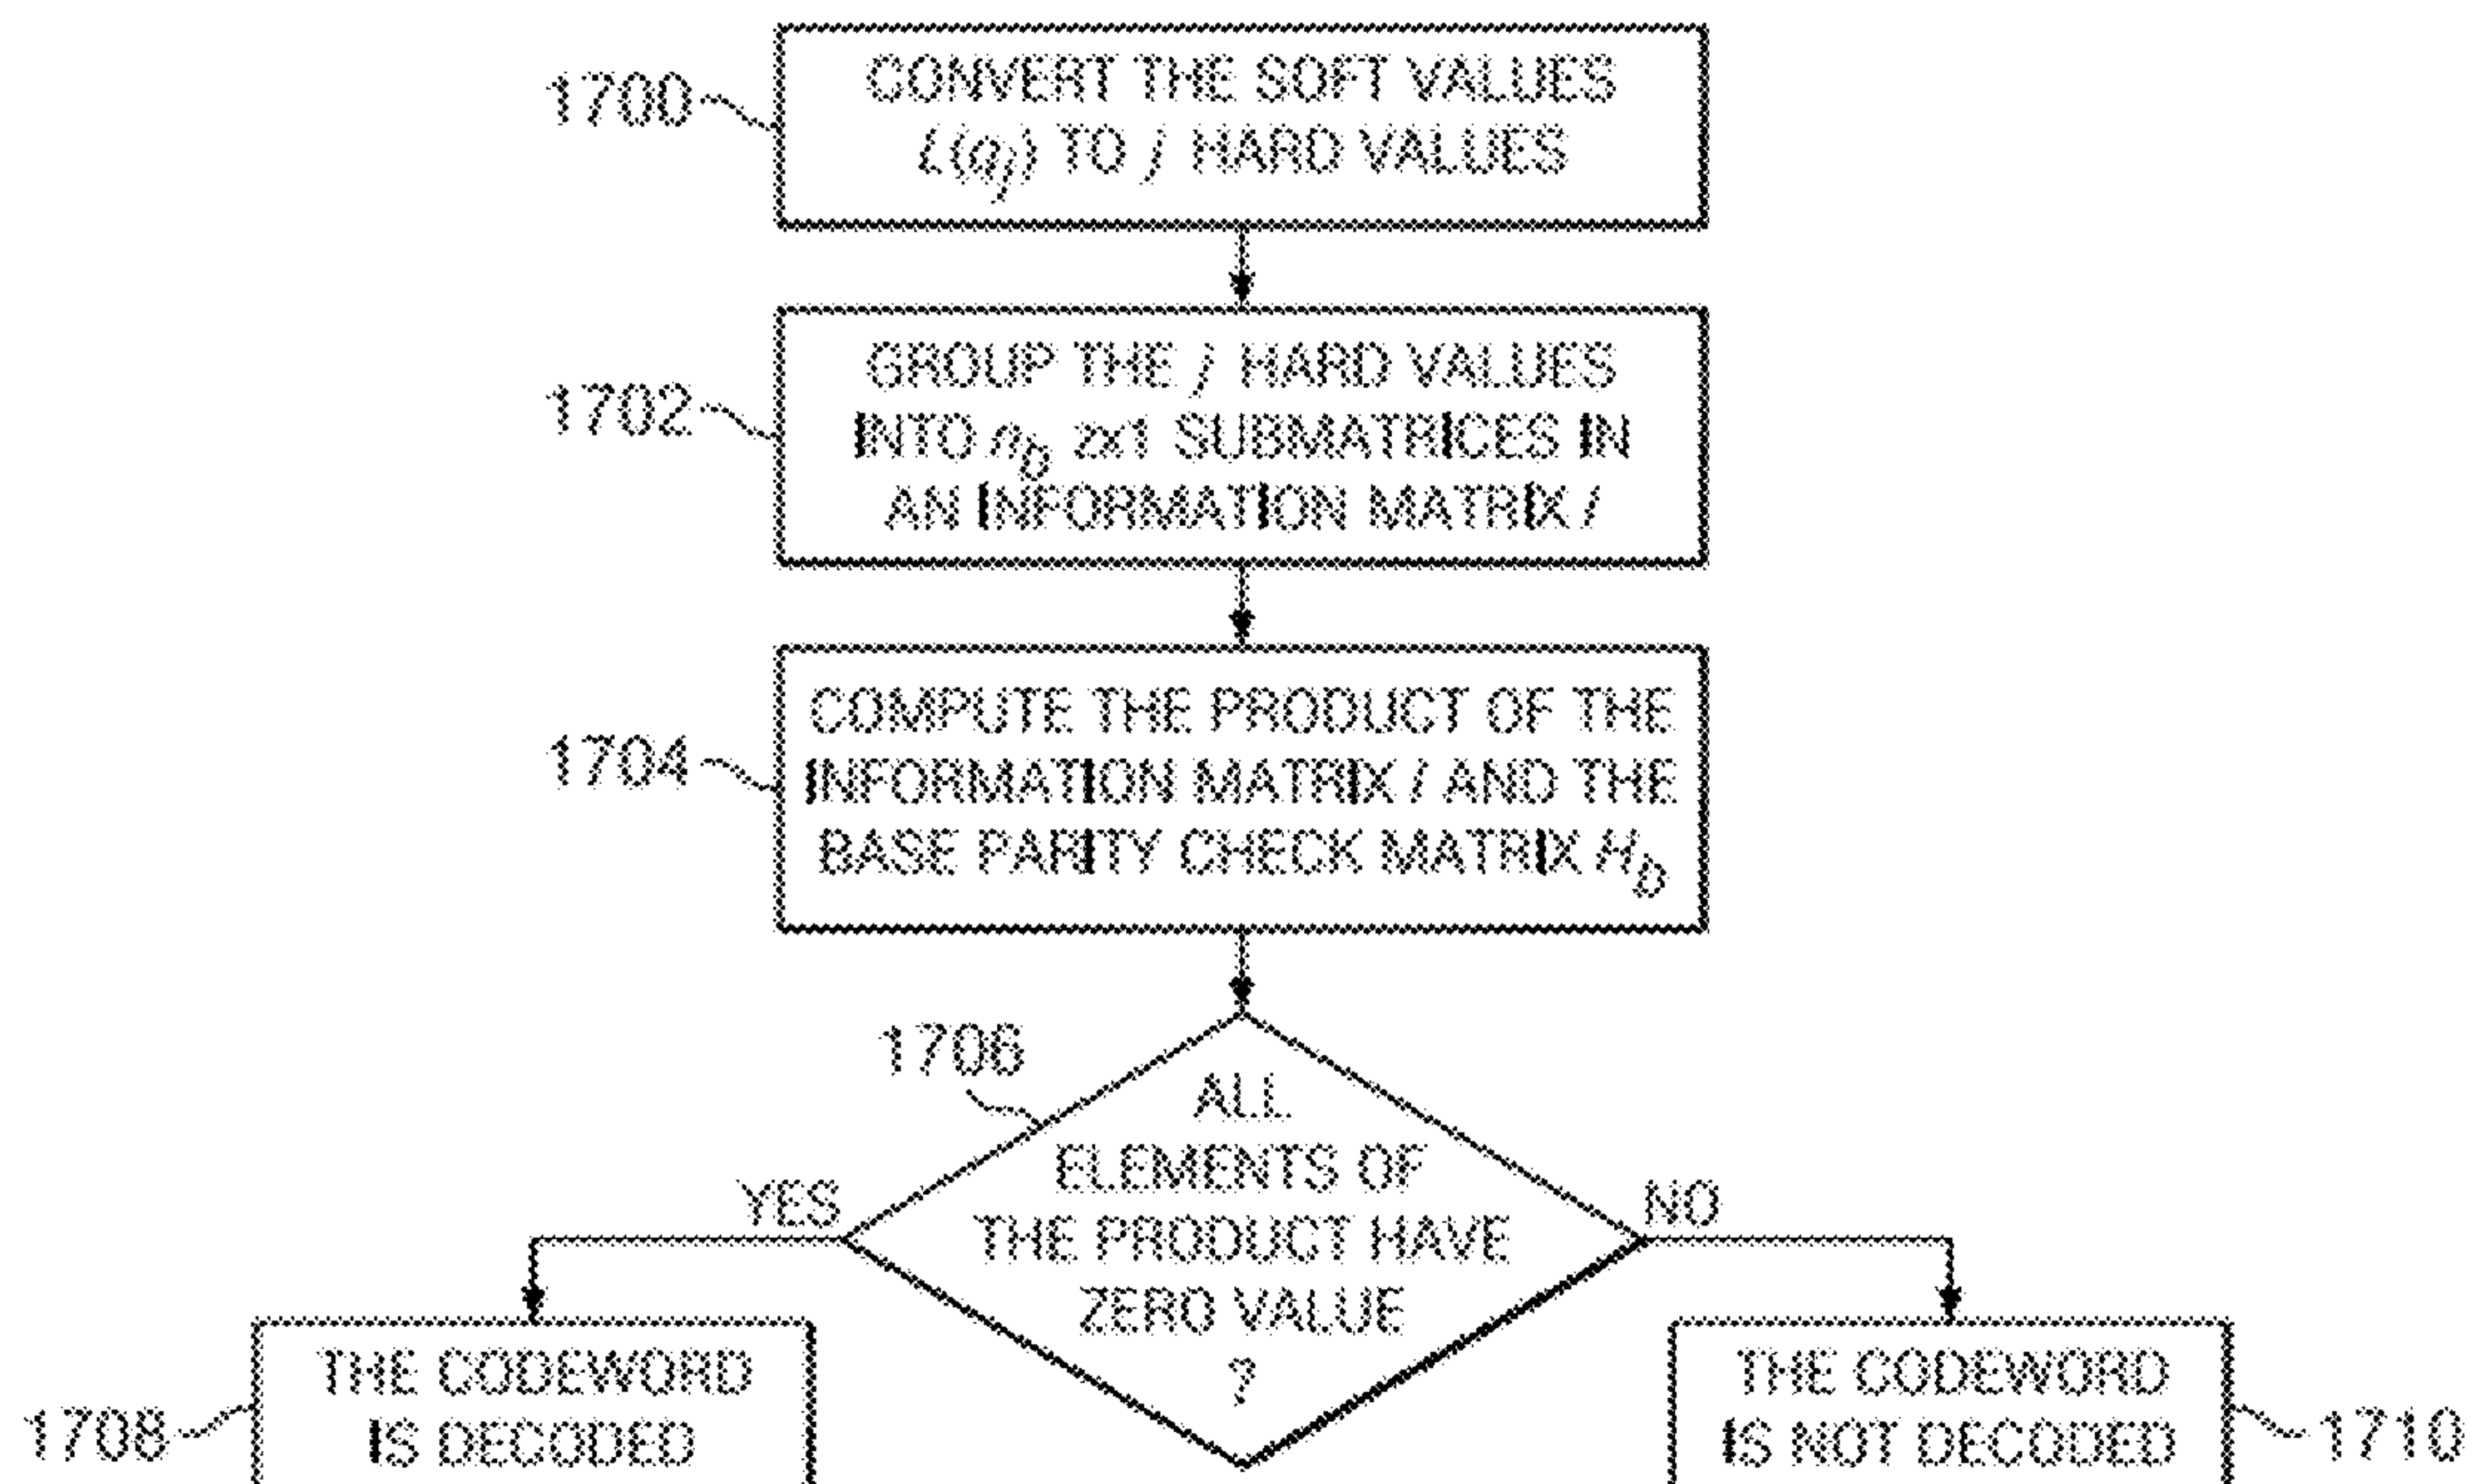 1700
CONVERT THE SOFT VALUES
L(qj) TO j HARD VALUES
1702
GROUP THE j HARD VALUES
INTO nb zx1 SUBMATRICES IN
AN INFORMATION MATRIX I
1704
COMPUTE THE PRODUCT OF THE
INFORMATION MATRIX I AND THE
BASE PARITY CHECK MATRIX Hb
1706
ALL
ELEMENTS OF
THE PRODUCT HAVE
ZERO VALUE
?
YES
NO
1708
THE CODEWORD
IS DECODED
THE CODEWORD
IS NOT DECODED
1710